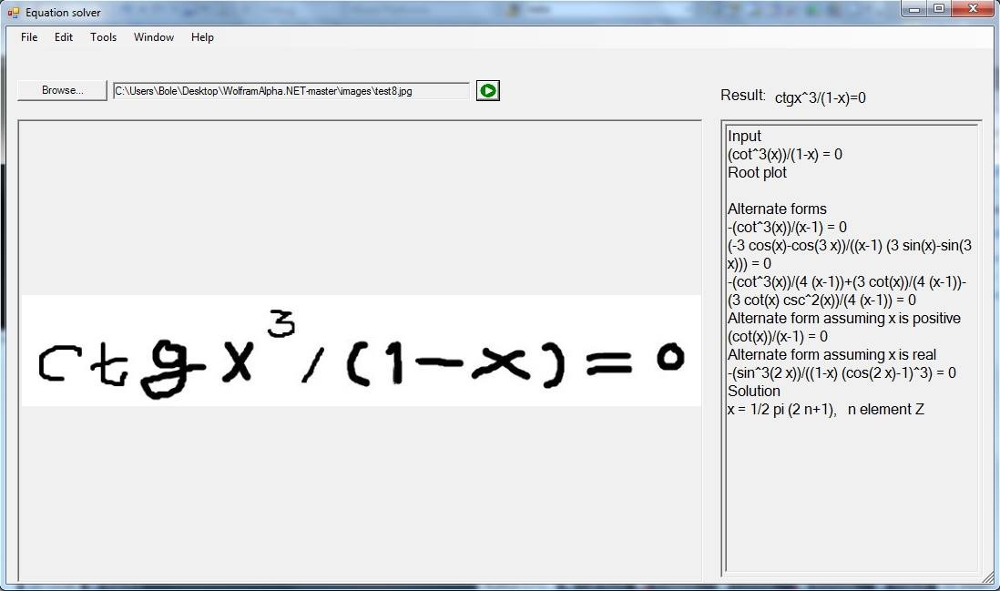 Equation solver
File Edit Tools Window Help
Browse... C:\Users\Bole\Desktop\WolframAlpha.NET-master\images\test8.jpg
Result: ctgx^3/(1-x)=0
ctgx³/(1-x)=0
Input
(cot^3(x))/(1-x) = 0
Root plot
Alternate forms
-(cot^3(x))/(x-1) = 0
(-3 cos(x)-cos(3 x))/((x-1) (3 sin(x)-sin(3
x))) = 0
-(cot^3(x))/(4 (x-1))+(3 cot(x))/(4 (x-1))-
(3 cot(x) csc^2(x))/(4 (x-1)) = 0
Alternate form assuming x is positive
(cot(x))/(x-1) = 0
Alternate form assuming x is real
-(sin^3(2 x))/((1-x) (cos(2 x)-1)^3) = 0
Solution
x = 1/2 pi (2 n+1), n element Z